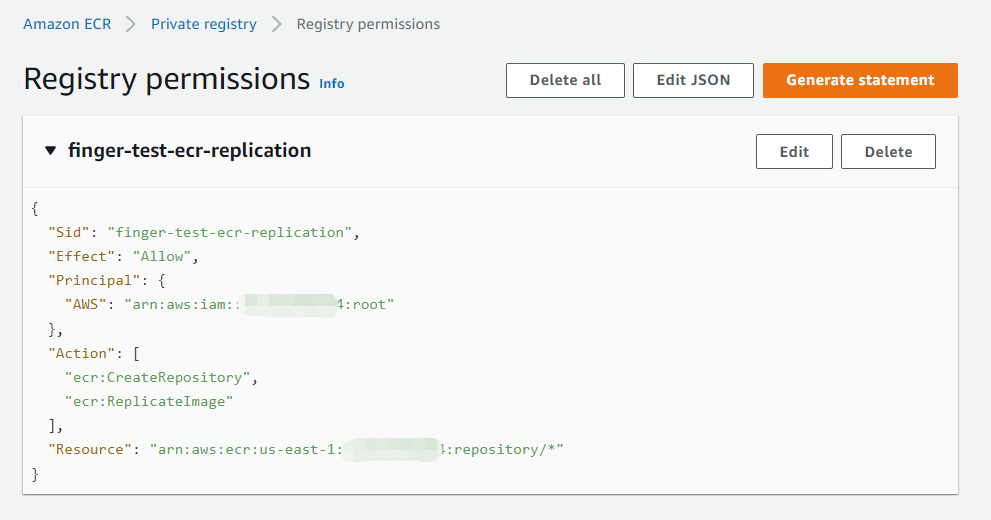 Amazon ECR > Private registry > Registry permissions
Registry permissions Info
Delete all Edit JSON Generate statement
finger-test-ecr-replication
Edit Delete
{
"Sid": "finger-test-ecr-replication",
"Effect": "Allow",
"Principal": {
"AWS": "arn:aws:iam:: 4:root"
},
"Action": [
"ecr:CreateRepository",
"ecr:ReplicateImage"
],
"Resource": "arn:aws:ecr:us-east-1: 4:repository/*"
}